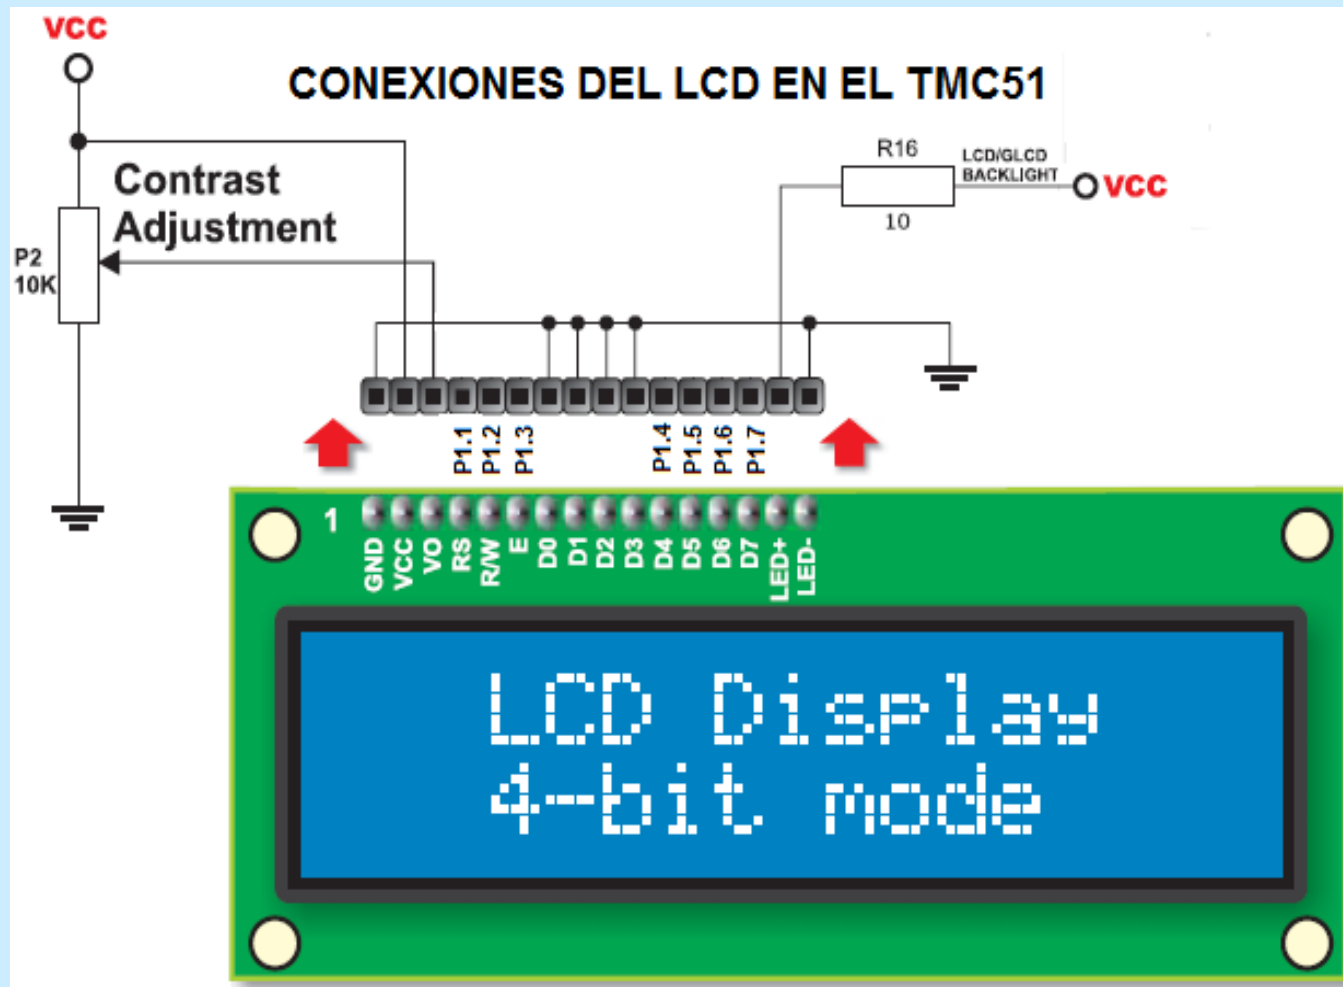 VCC
CONEXIONES DEL LCD EN EL TMC51
Contrast
Adjustment
P2
10K
R16
10
LCD/GLCD
BACKLIGHT
VCC
P1.1
P1.2
P1.3
P1.4
P1.5
P1.6
P1.7
1
GND
VCC
VO
RS
R/W
E
D0
D1
D2
D3
D4
D5
D6
D7
LED+
LED-
LCD Display
4-bit mode